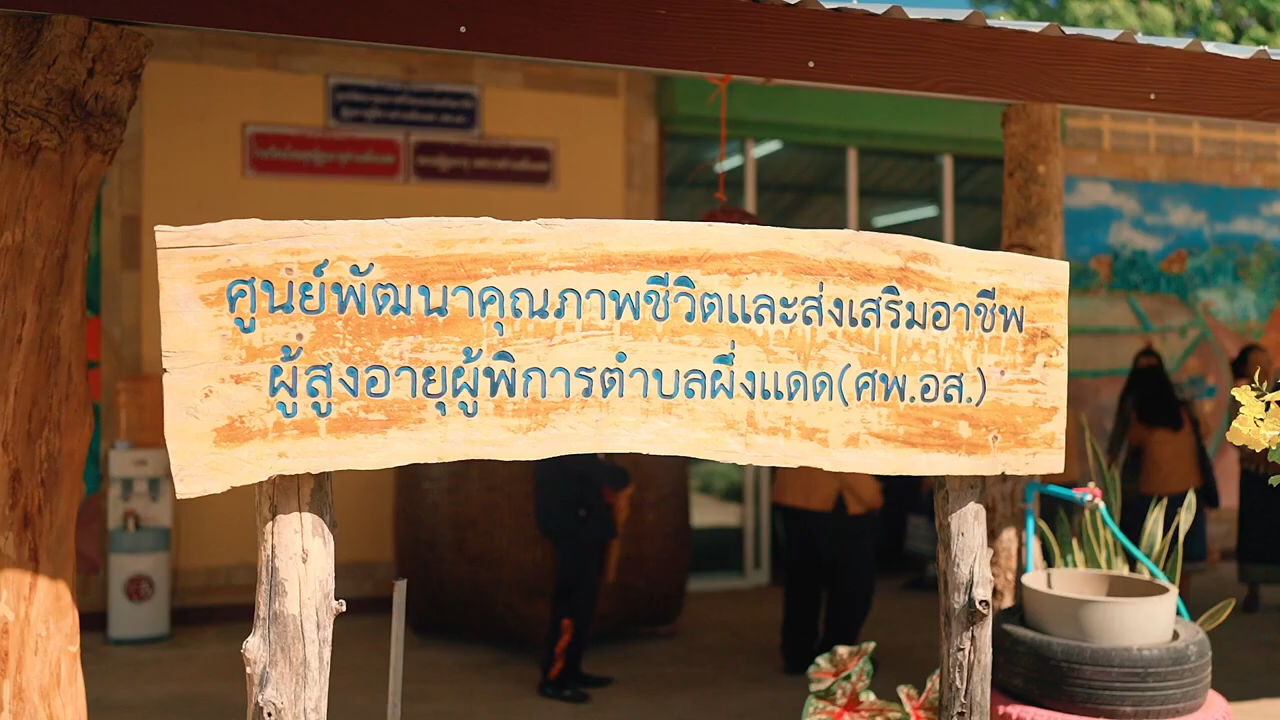 ศูนย์พัฒนาคุณภาพชีวิตและส่งเสริมอาชีพ
ผู้สูงอายุผู้พิการตำบลผึ่งแดด(ศพ.อส.)